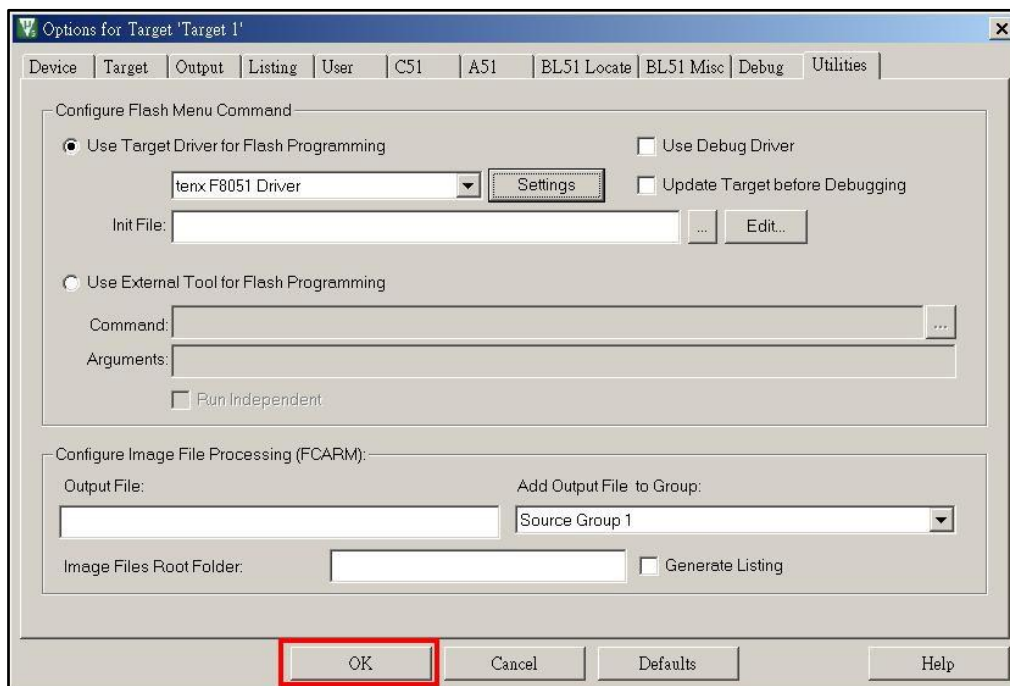 Options for Target 'Target 1'
Device Target Output Listing User C51 A51 BL51 Locate BL51 Misc Debug Utilities
Configure Flash Menu Command
Use Target Driver for Flash Programming Use Debug Driver
tenx F8051 Driver Settings Update Target before Debugging
Init File: ... Edit...
Use External Tool for Flash Programming
Command: ...
Arguments:
Run Independent
Configure Image File Processing (FCARM):
Output File: Add Output File to Group:
Source Group 1
Image Files Root Folder: Generate Listing
OK Cancel Defaults Help